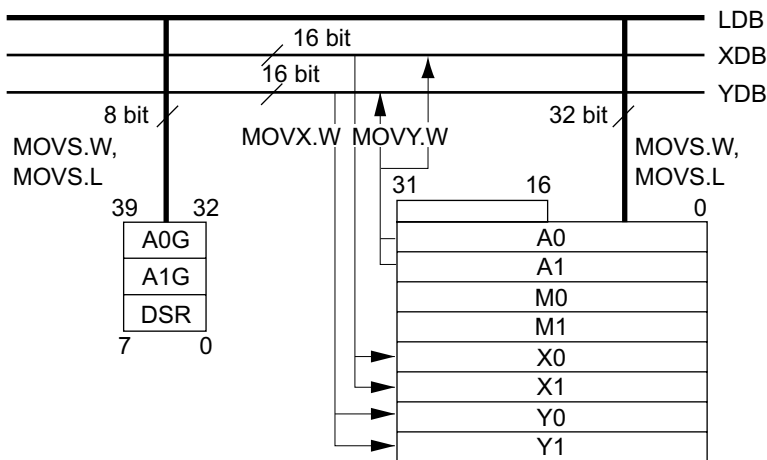 LDB
16 bit
XDB
16 bit
YDB
8 bit
32 bit
MOVX.W MOVY.W
MOVS.W,
MOVS.L
MOVS.W,
MOVS.L
39 32
31 16
0
A0G
A1G
DSR
7 0
A0
A1
M0
M1
X0
X1
Y0
Y1